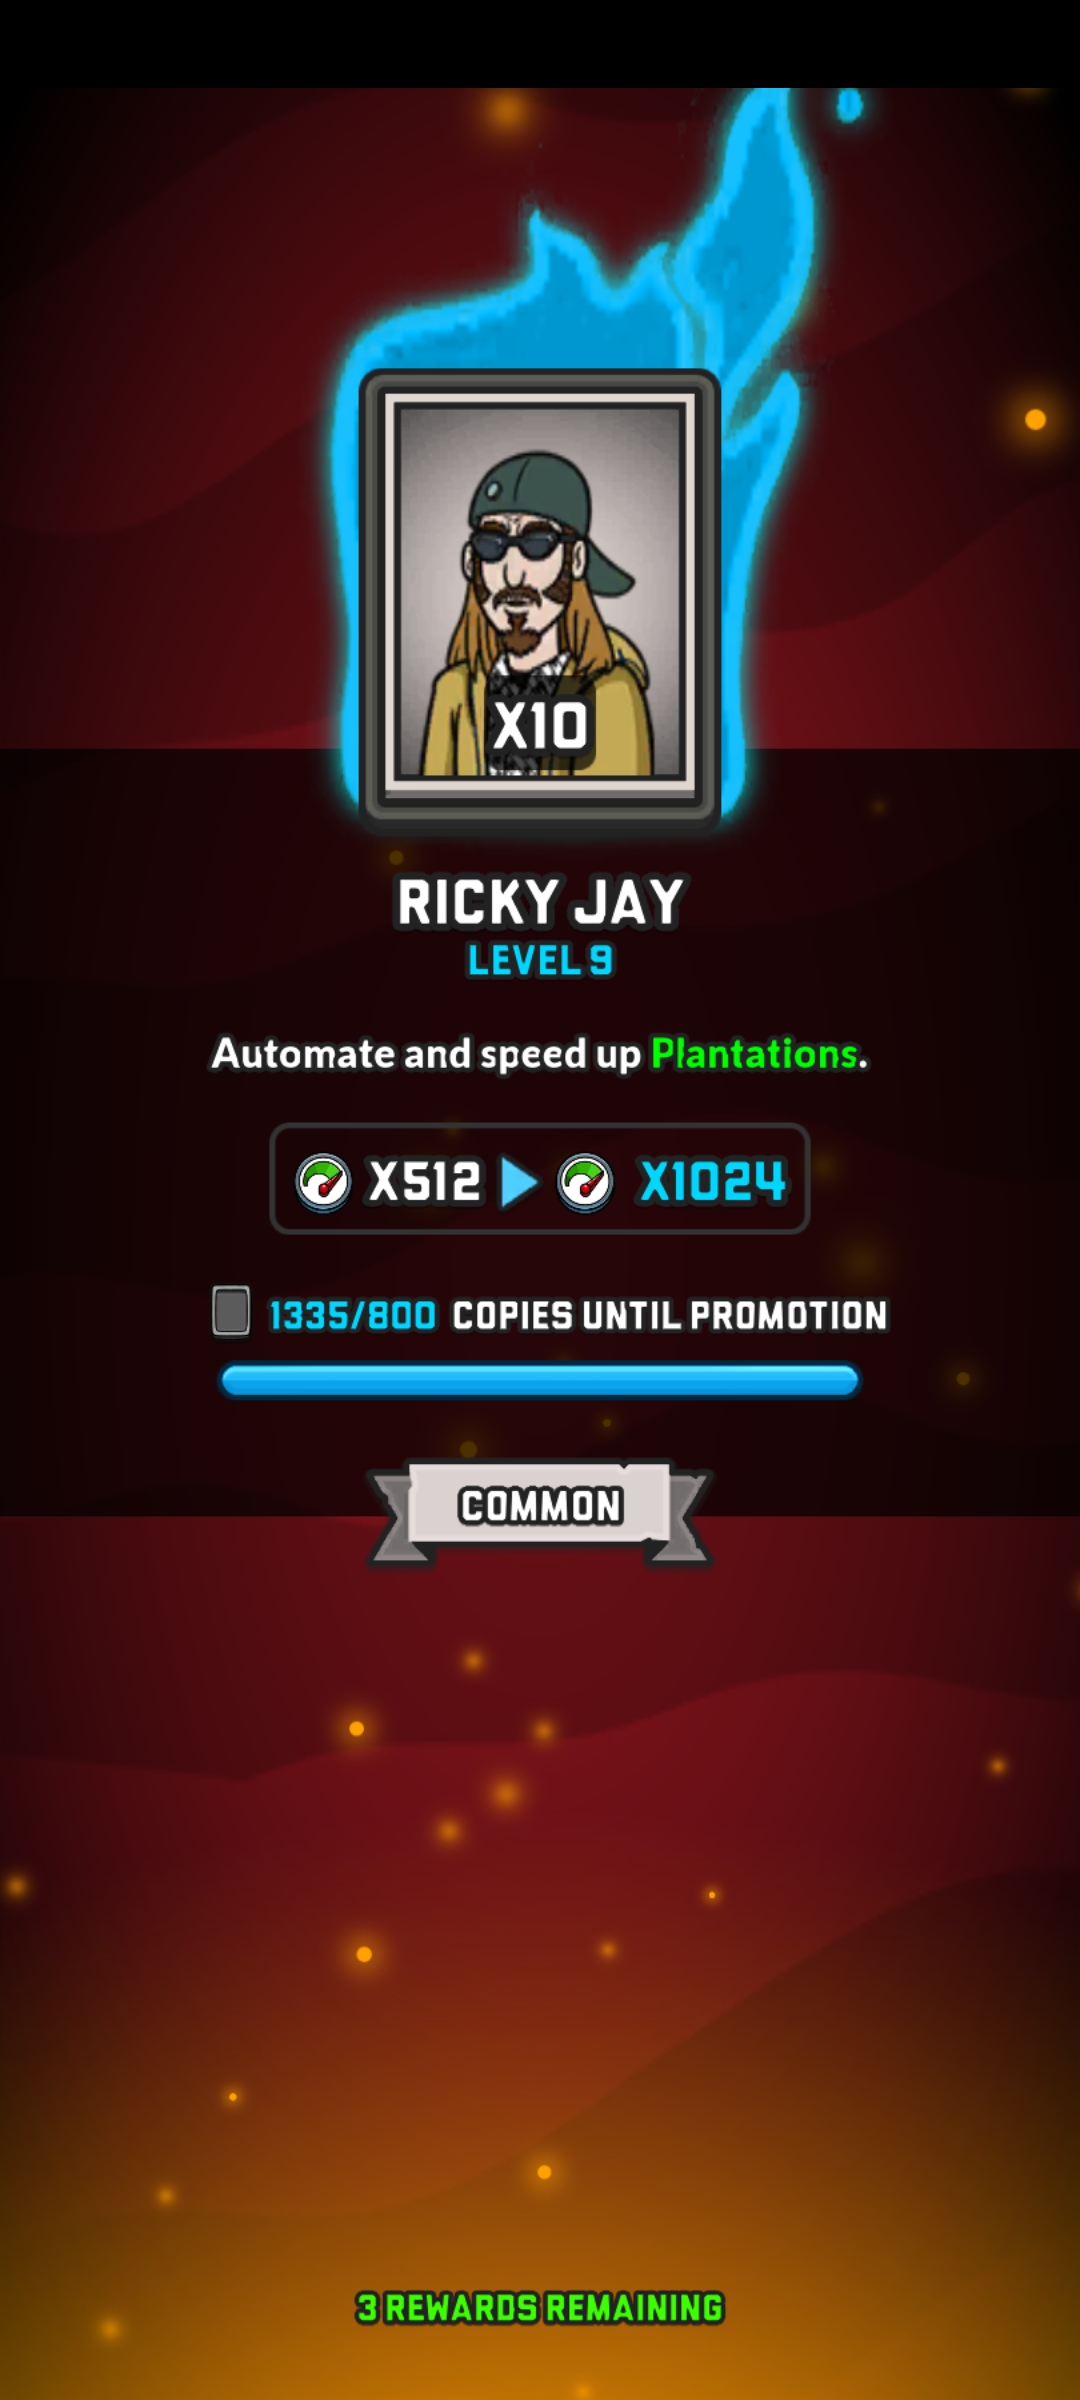 X10
RICKY JAY
LEVEL 9
Automate and speed up Plantations.
X512 X1024
1335/800 COPIES UNTIL PROMOTION
COMMON
3 REWARDS REMAINING